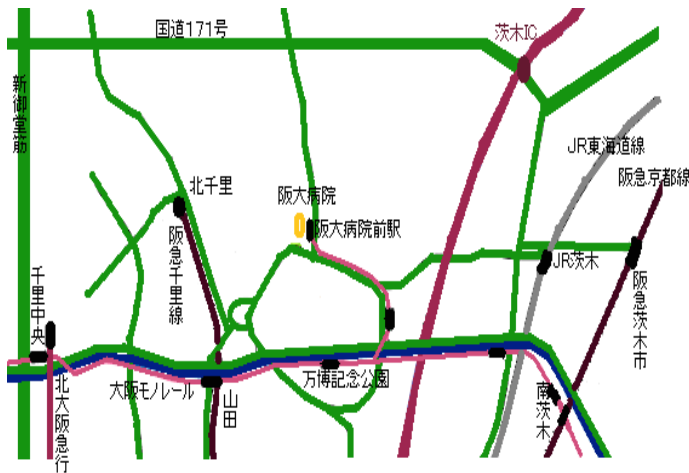 国道171号
茨木IC
新御堂筋
JR東海道線
阪急京都線
北千里
阪大病院
阪大病院前駅
阪急千里線
JR茨木
阪急茨木市
千里中央
大阪モノレール
万博記念公園
山田
南茨木
北大阪急行